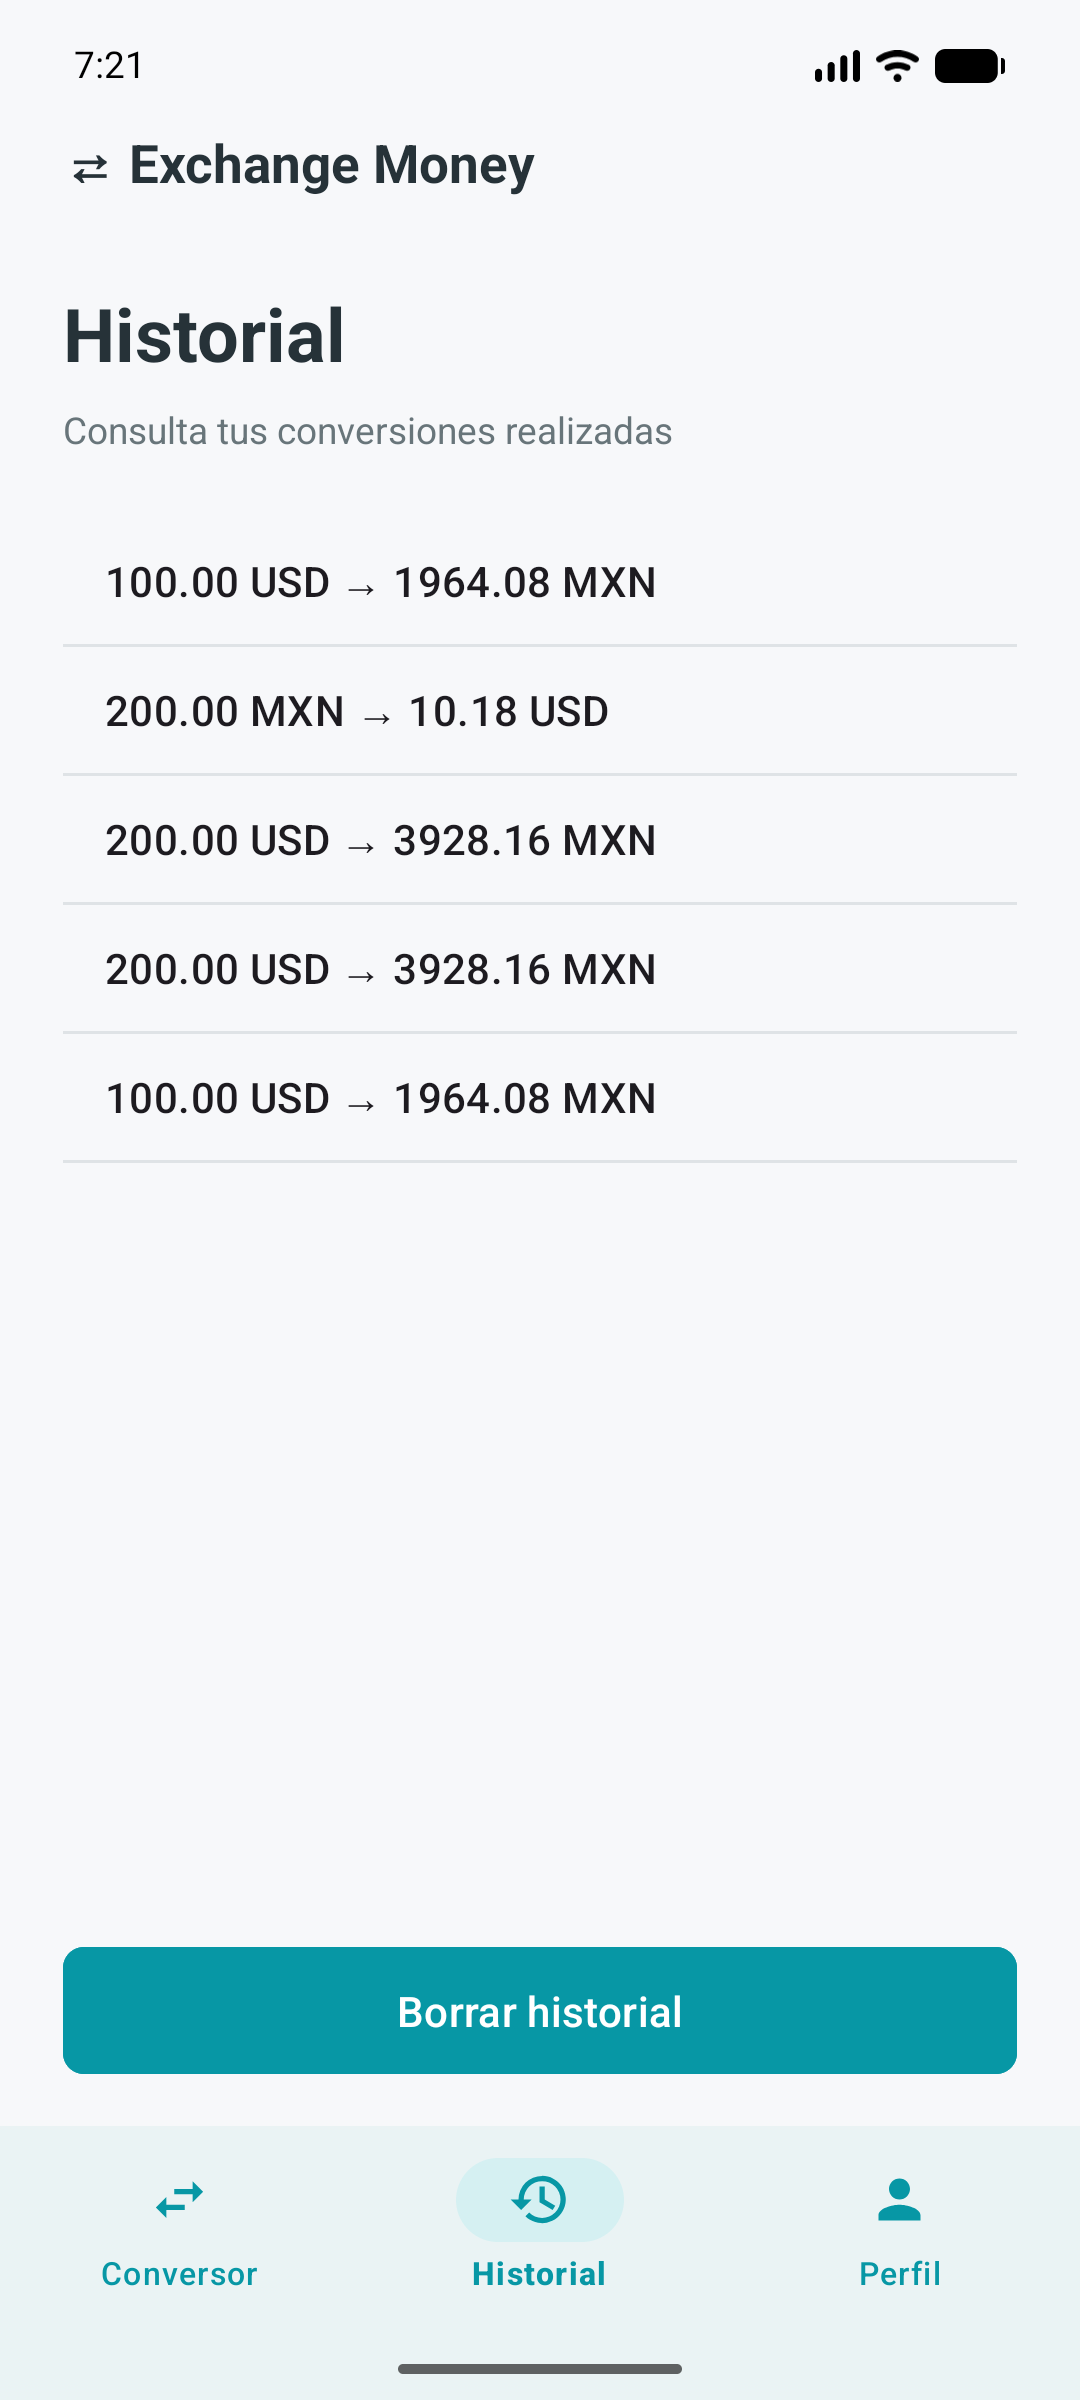 7:21
⇄ Exchange Money
Historial
Consulta tus conversiones realizadas
100.00 USD → 1964.08 MXN
200.00 MXN → 10.18 USD
200.00 USD → 3928.16 MXN
200.00 USD → 3928.16 MXN
100.00 USD → 1964.08 MXN
Borrar historial
Conversor
Historial
Perfil